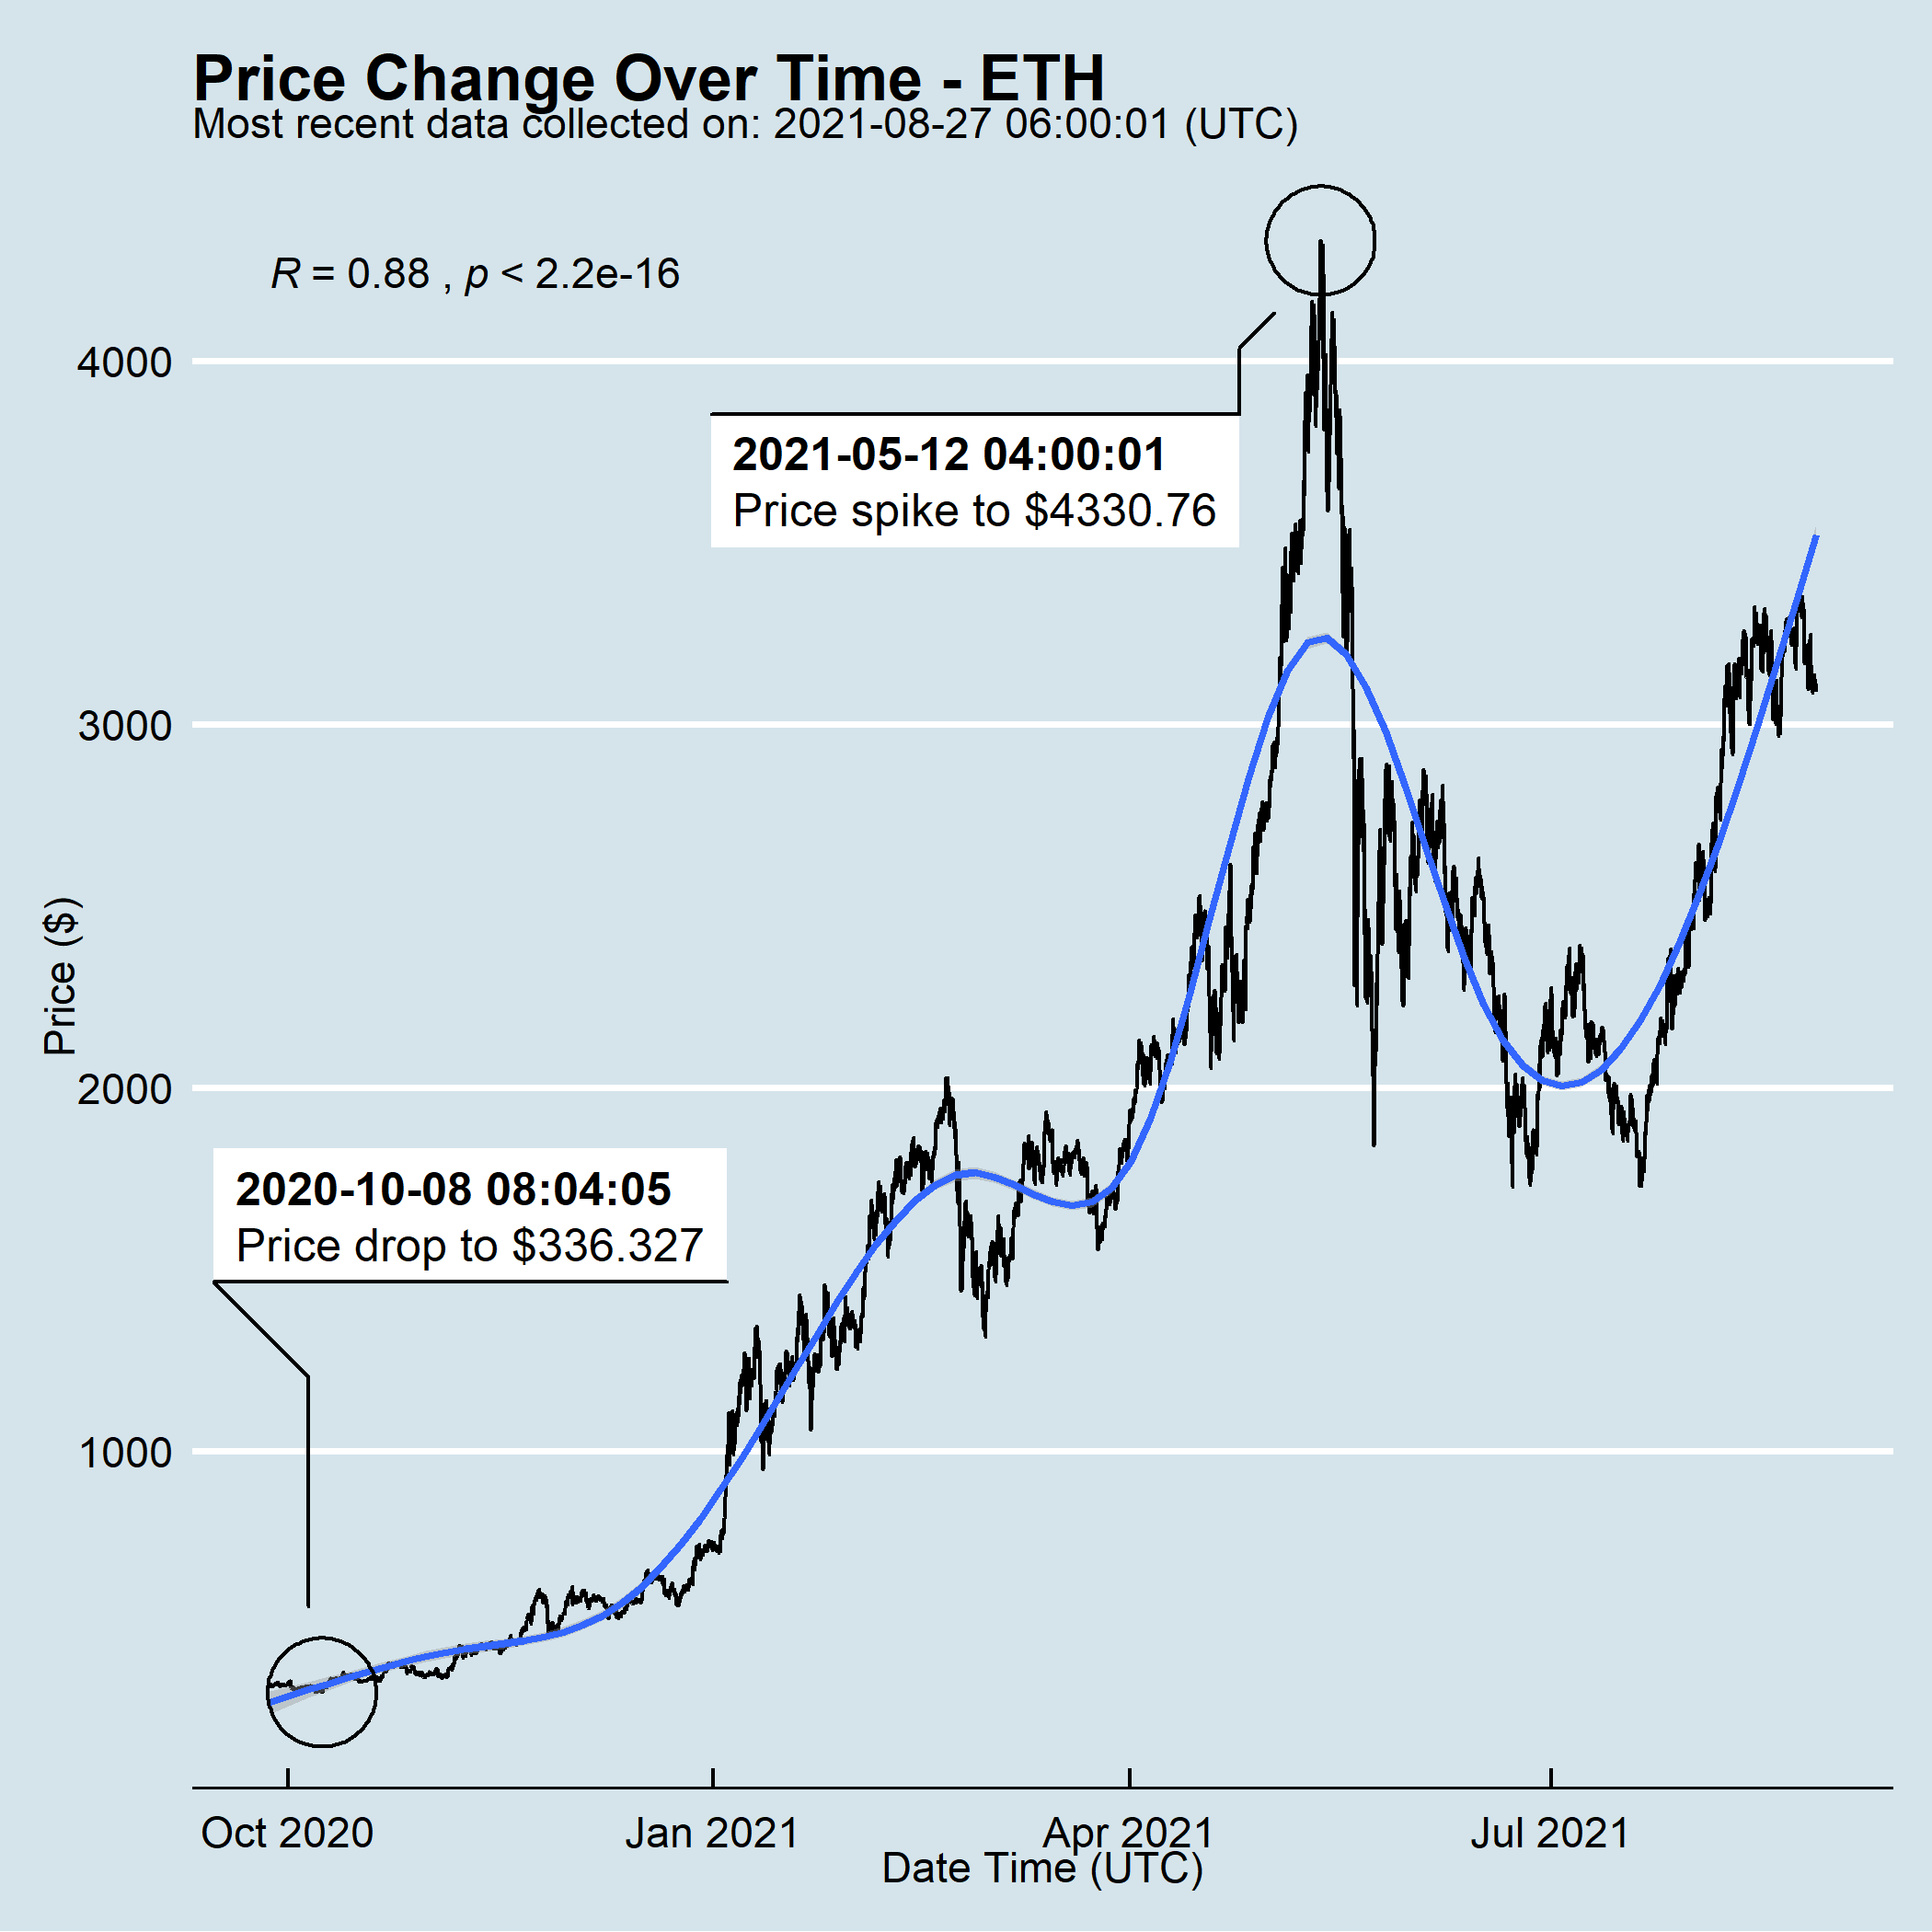 Price Change Over Time - ETH
Most recent data collected on: 2021-08-27 06:00:01 (UTC)
R = 0.88 , p < 2.2e-16
4000
2021-05-12 04:00:01
Price spike to $4330.76
3000
Price ($)
2000
2020-10-08 08:04:05
Price drop to $336.327
1000
Oct 2020
Jan 2021
Apr 2021
Jul 2021
Date Time (UTC)